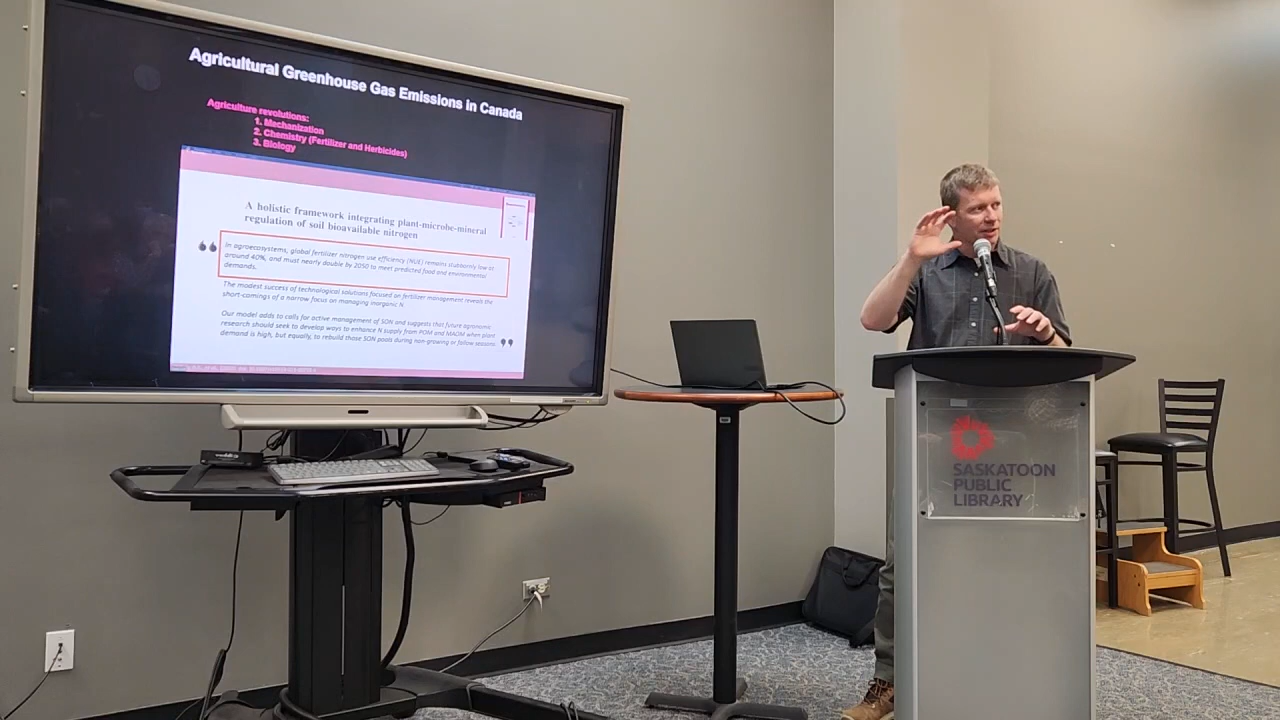 Agricultural Greenhouse Gas Emissions in Canada
Agriculture revolutions:
1. Mechanization
2. Chemistry (Fertilizer and Herbicides)
3. Biology
A holistic framework integrating plant-microbe-mineral
regulation of soil bioavailable nitrogen
“ In agroecosystems, global fertilizer nitrogen use efficiency (NUE) remains stubbornly low at
around 40%, and must nearly double by 2050 to meet predicted food and environmental
demands.
The modest success of technological solutions focused on fertilizer management reveals the
short-comings of a narrow focus on managing inorganic N.
Our model adds to calls for active management of SON and suggests that future agronomic
research should seek to develop ways to enhance N supply from POM and MAOM when plant
demand is high, but equally, to rebuild those SON pools during non-growing or fallow seasons. ”
SASKATOON
PUBLIC
LIBRARY